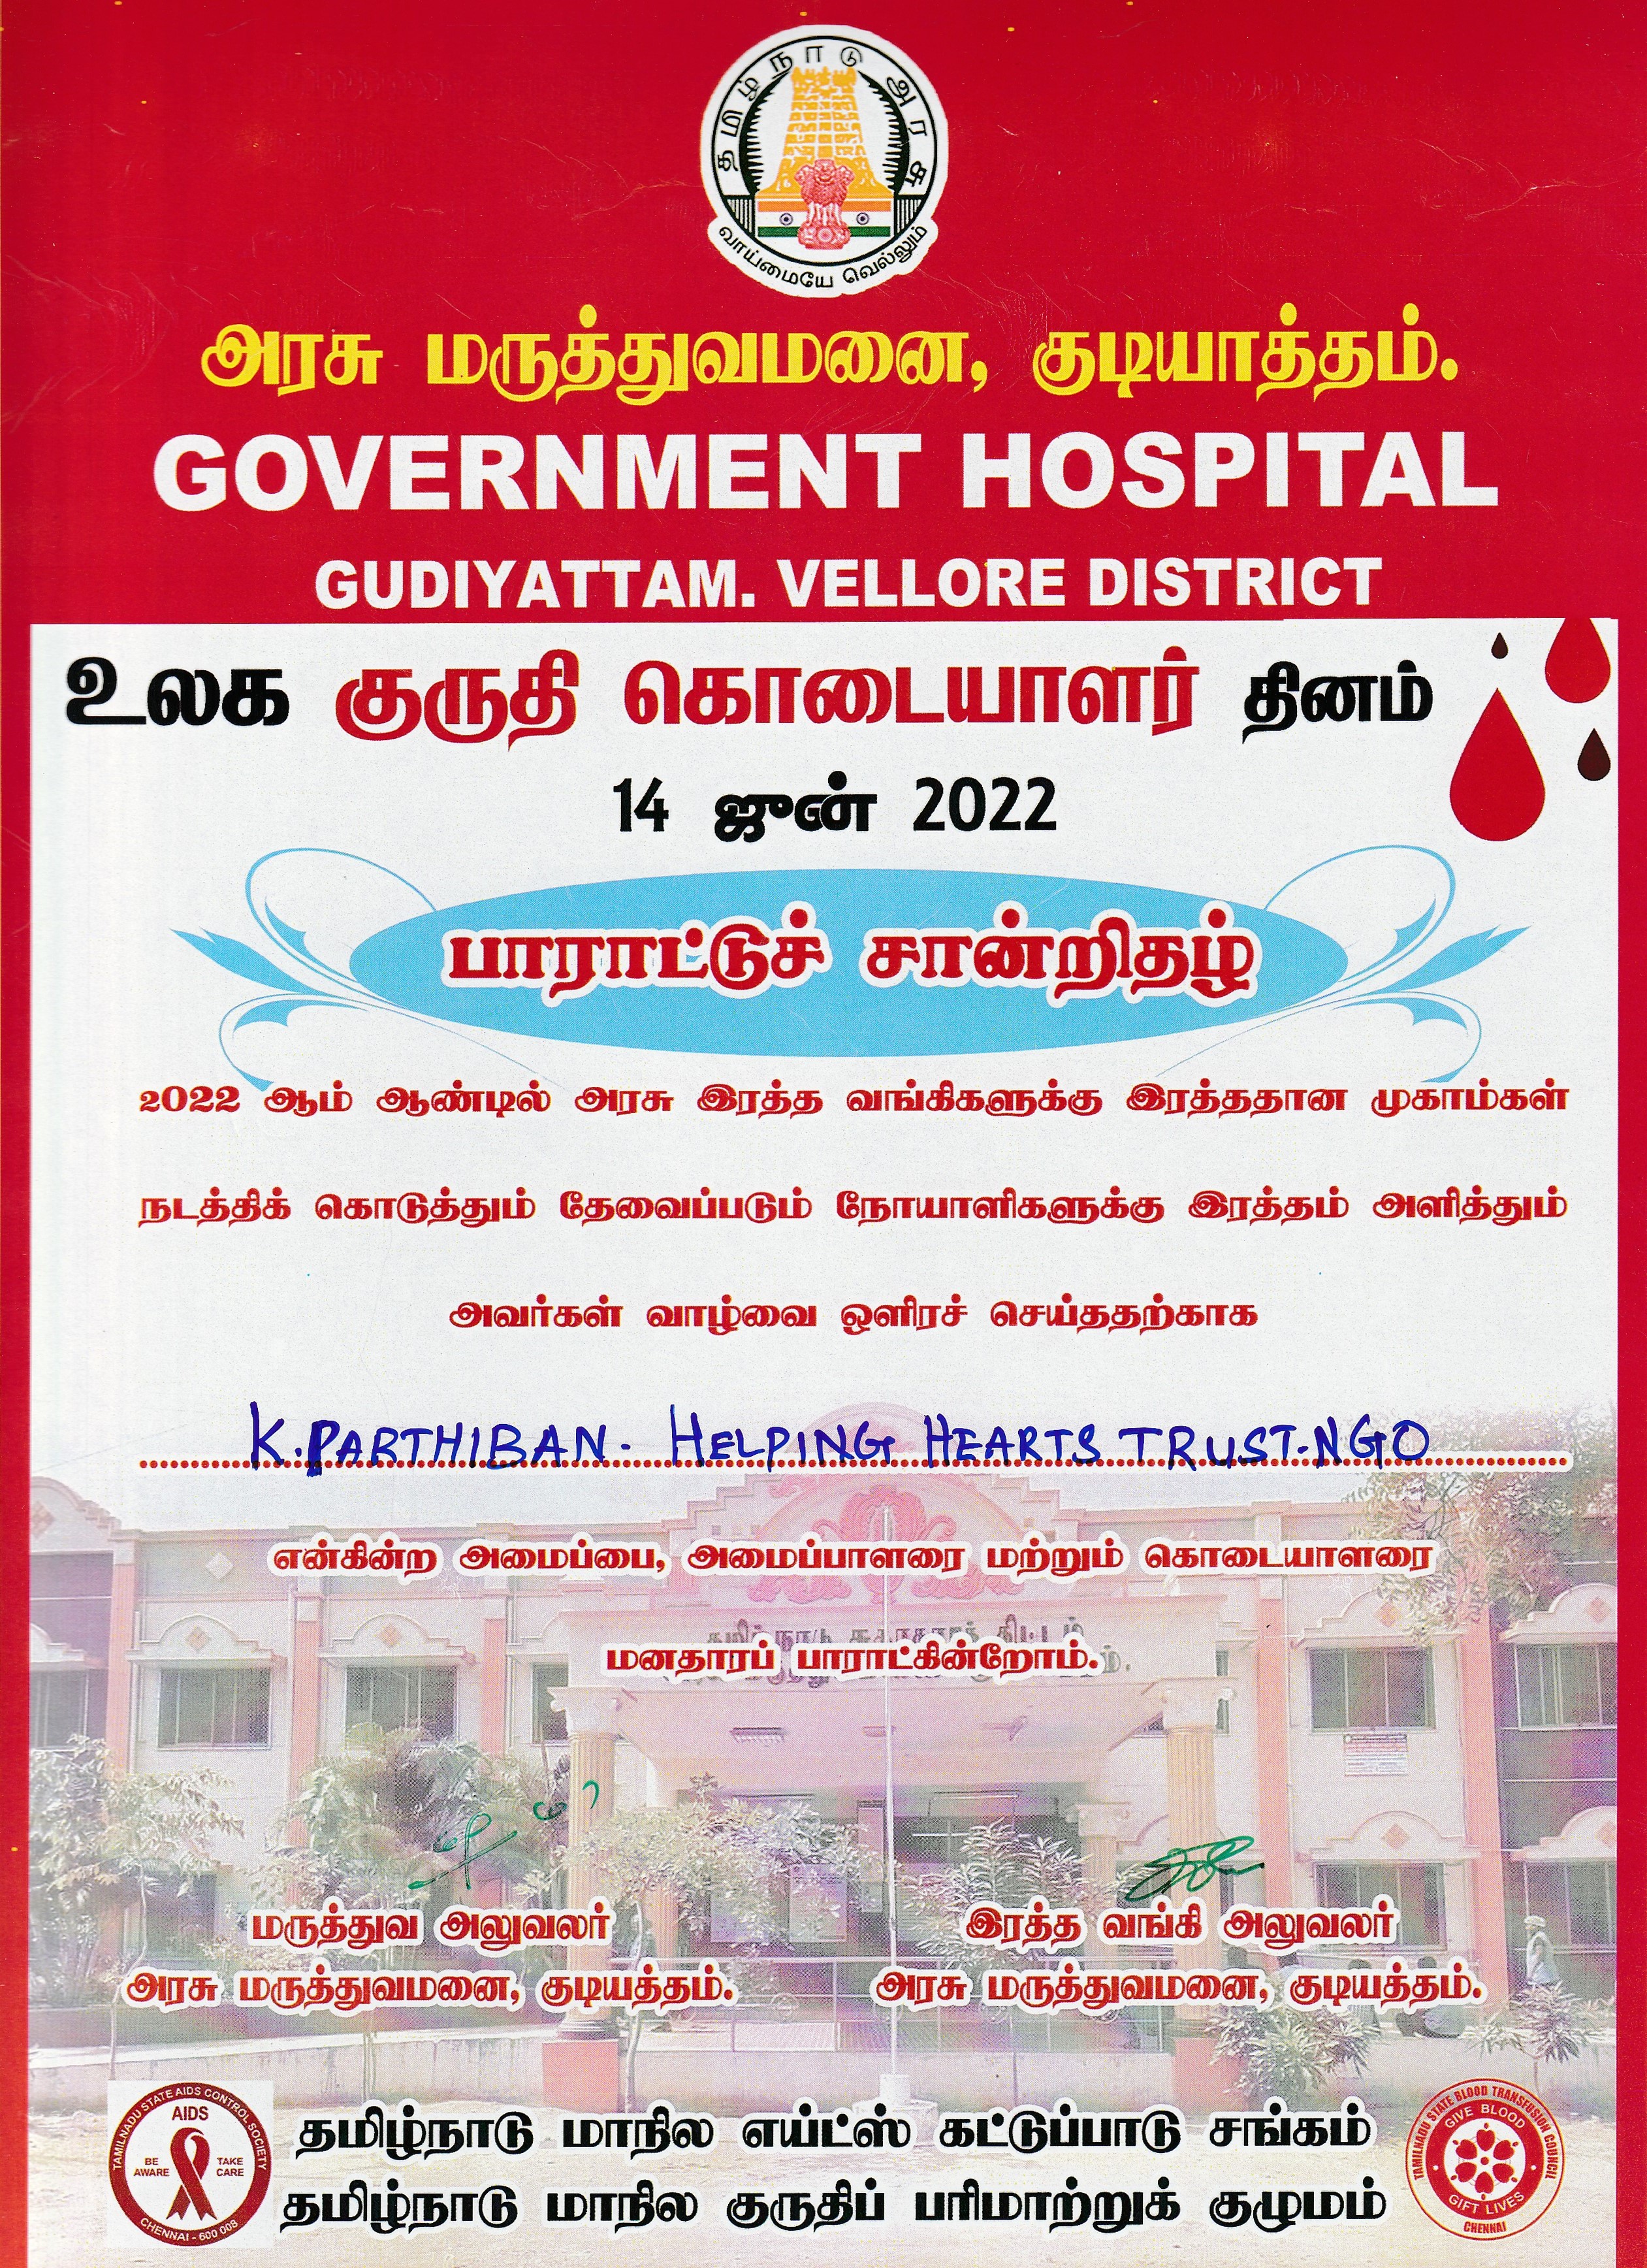 தமிழ்நாடு அரசு
வாய்மையே வெல்லும்
அரசு மருத்துவமனை, குடியாத்தம்.
GOVERNMENT HOSPITAL
GUDIYATTAM. VELLORE DISTRICT
உலக குருதி கொடையாளர் தினம்
14 ஜுன் 2022
பாராட்டுச் சான்றிதழ்
2022 ஆம் ஆண்டில் அரசு இரத்த வங்கிகளுக்கு இரத்ததான முகாம்கள்
நடத்திக் கொடுத்தும் தேவைப்படும் நோயாளிகளுக்கு இரத்தம் அளித்தும்
அவர்கள் வாழ்வை ஒளிரச் செய்ததற்காக
K. PARTHIBAN - HELPING HEARTS TRUST-NGO
என்கின்ற அமைப்பை, அமைப்பாளரை மற்றும் கொடையாளரை
மனதாரப் பாராட்கின்றோம்.
மருத்துவ அலுவலர்
அரசு மருத்துவமனை, குடியத்தம்.
இரத்த வங்கி அலுவலர்
அரசு மருத்துவமனை, குடியத்தம்.
TAMILNADU STATE AIDS CONTROL SOCIETY
AIDS
BE AWARE
TAKE CARE
CHENNAI - 600 008
தமிழ்நாடு மாநில எய்ட்ஸ் கட்டுப்பாடு சங்கம்
தமிழ்நாடு மாநில குருதிப் பரிமாற்றுக் குழுமம்
TAMILNADU STATE BLOOD TRANSFUSION COUNCIL
GIVE BLOOD
GIFT LIVES
CHENNAI